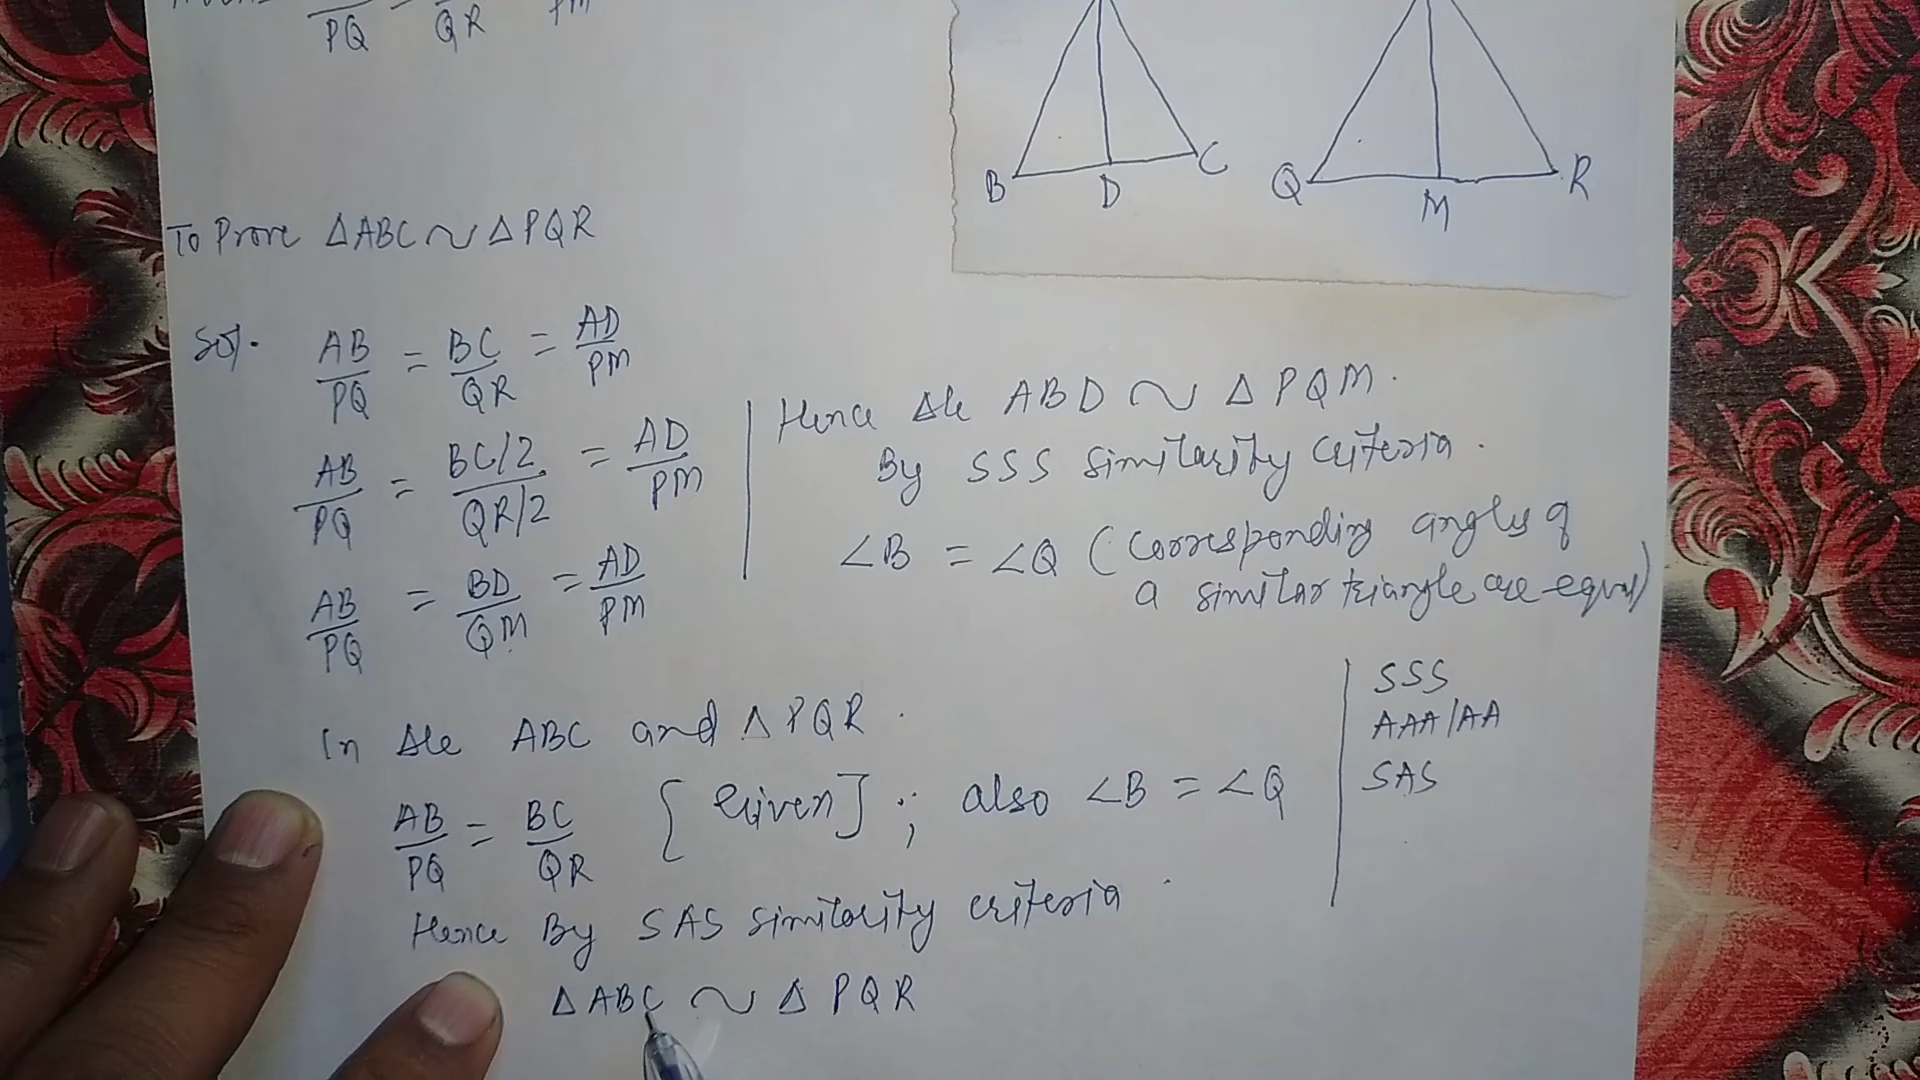 PQ QR PM
B D C
Q M R
To Prove ΔABC ~ ΔPQR
Sol. AB/PQ = BC/QR = AD/PM
AB/PQ = BC/2 / QR/2 = AD/PM
AB/PQ = BD/QM = AD/PM
Hence Δle ABD ~ Δ PQM.
By SSS similarity criteria.
∠B = ∠Q (corresponding angles of
a similar triangle are equal)
In Δle ABC and Δ PQR.
AB/PQ = BC/QR [Given]; also ∠B = ∠Q
SSS
AAA/AA
SAS
Hence By SAS similarity criteria
Δ ABC ~ Δ PQR